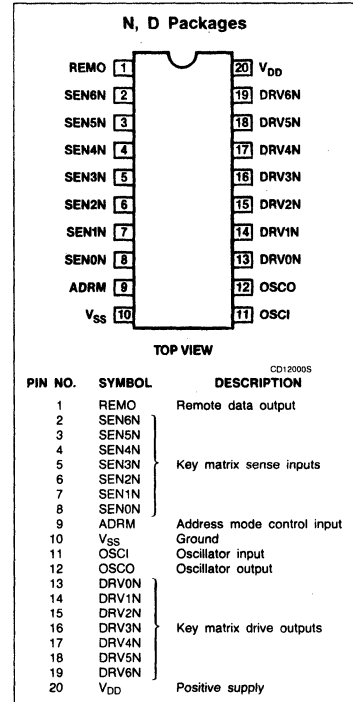 N, D Packages
REMO 1 20 VDD
SEN6N 2 19 DRV6N
SEN5N 3 18 DRV5N
SEN4N 4 17 DRV4N
SEN3N 5 16 DRV3N
SEN2N 6 15 DRV2N
SEN1N 7 14 DRV1N
SEN0N 8 13 DRV0N
ADRM 9 12 OSCO
VSS 10 11 OSCI
TOP VIEW
CD12000S
PIN NO. SYMBOL DESCRIPTION
1 REMO Remote data output
2 SEN6N
3 SEN5N
4 SEN4N
5 SEN3N Key matrix sense inputs
6 SEN2N
7 SEN1N
8 SEN0N
9 ADRM Address mode control input
10 VSS Ground
11 OSCI Oscillator input
12 OSCO Oscillator output
13 DRV0N
14 DRV1N
15 DRV2N
16 DRV3N Key matrix drive outputs
17 DRV4N
18 DRV5N
19 DRV6N
20 VDD Positive supply